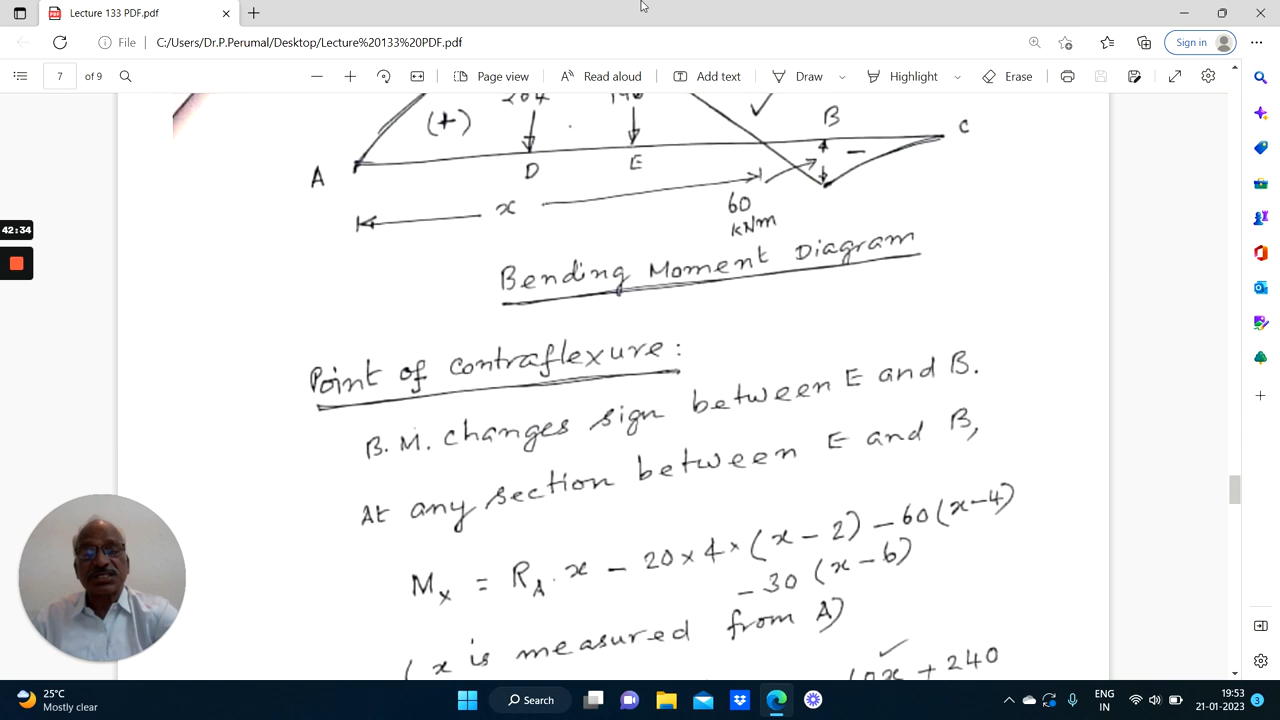 Lecture 133 PDF.pdf
File
C:/Users/Dr.P.Perumal/Desktop/Lecture%20133%20PDF.pdf
Sign in
7 of 9
Page view
Read aloud
Add text
Draw
Highlight
Erase
(+)
B
C
A
D
E
x
60
kNm
42:34
Bending Moment Diagram
Point of Contraflexure:
B.M. changes sign between E and B.
At any section between E and B,
Mx = RA. x - 20 x 4 x (x - 2) - 60 (x-4)
- 30 (x - 6)
( x is measured from A)
+ 240
25°C
Mostly clear
Search
ENG
IN
19:53
21-01-2023
3